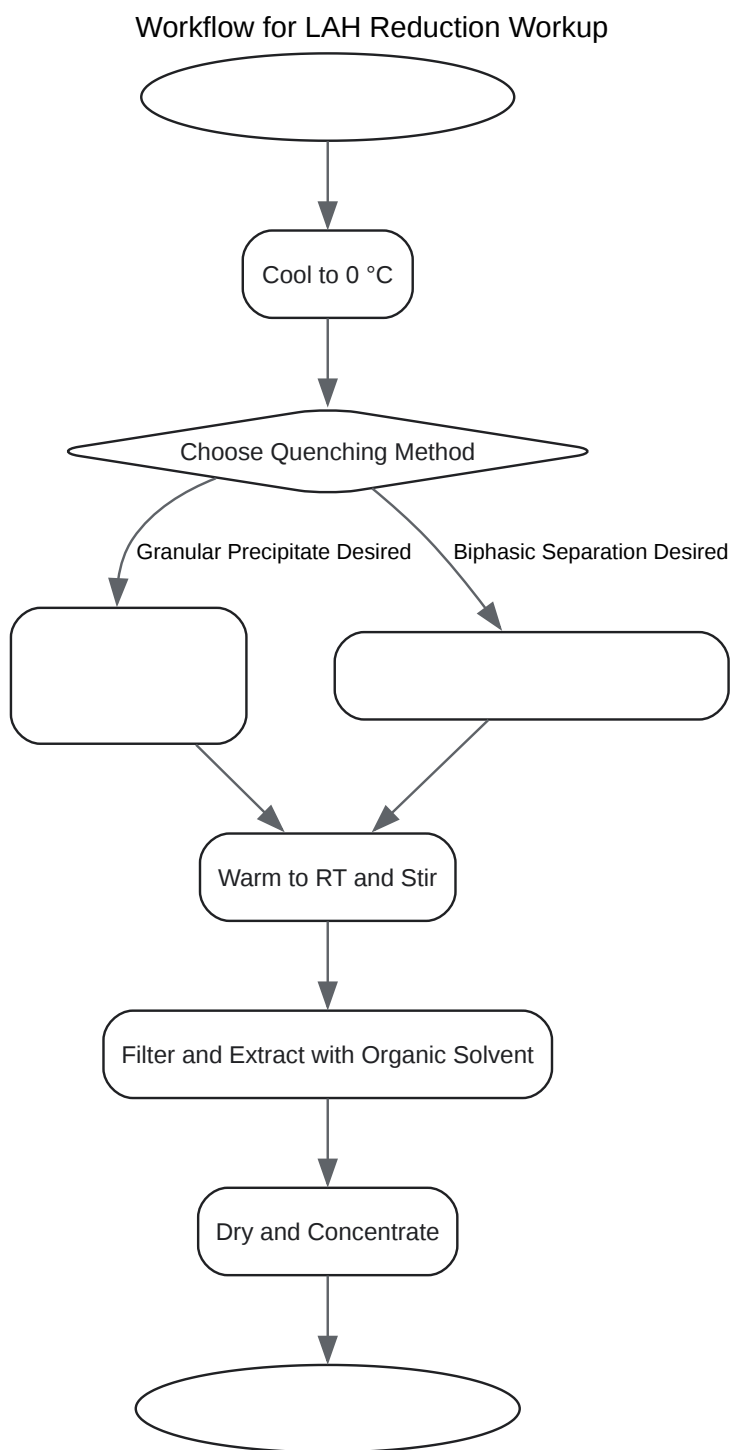 Workflow for LAH Reduction Workup
Cool to 0 °C
Choose Quenching Method
Granular Precipitate Desired
Biphasic Separation Desired
Warm to RT and Stir
Filter and Extract with Organic Solvent
Dry and Concentrate